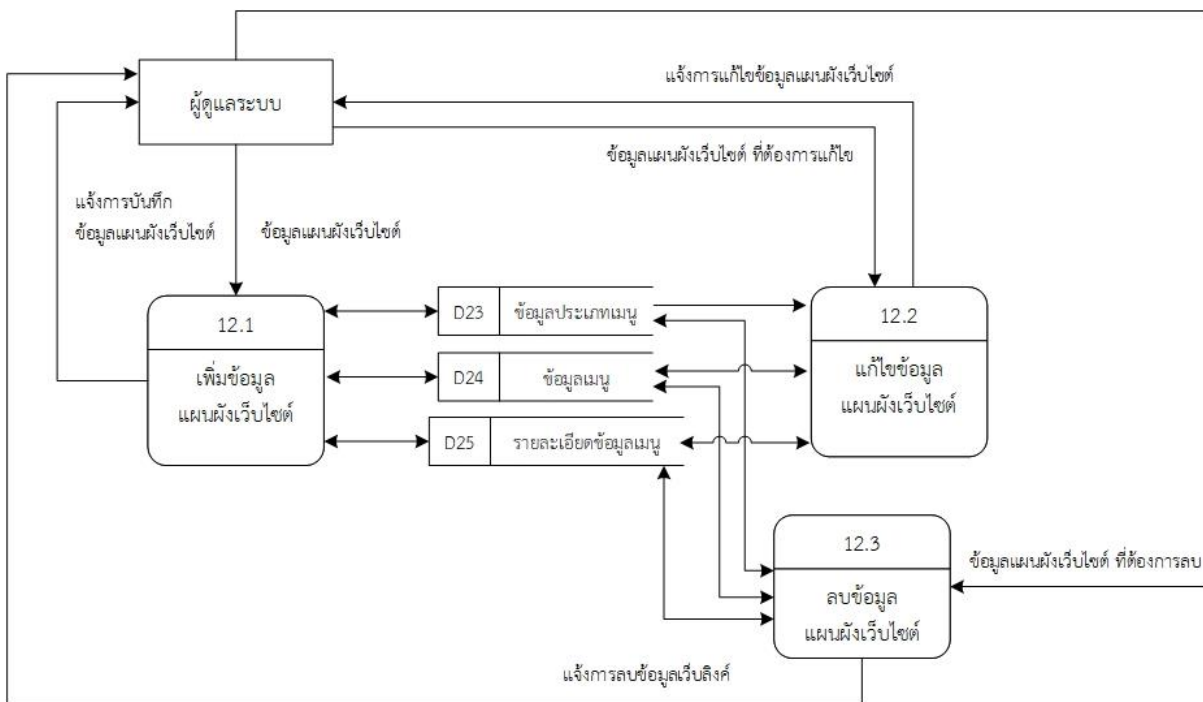 แจ้งการแก้ไขข้อมูลแผนผังเว็บไซต์
ผู้ดูแลระบบ
ข้อมูลแผนผังเว็บไซต์ ที่ต้องการแก้ไข
แจ้งการบันทึก
ข้อมูลแผนผังเว็บไซต์
ข้อมูลแผนผังเว็บไซต์
12.1
เพิ่มข้อมูล
แผนผังเว็บไซต์
D23 ข้อมูลประเภทเมนู
D24 ข้อมูลเมนู
D25 รายละเอียดข้อมูลเมนู
12.2
แก้ไขข้อมูล
แผนผังเว็บไซต์
12.3
ลบข้อมูล
แผนผังเว็บไซต์
ข้อมูลแผนผังเว็บไซต์ ที่ต้องการลบ
แจ้งการลบข้อมูลเว็บลิงค์